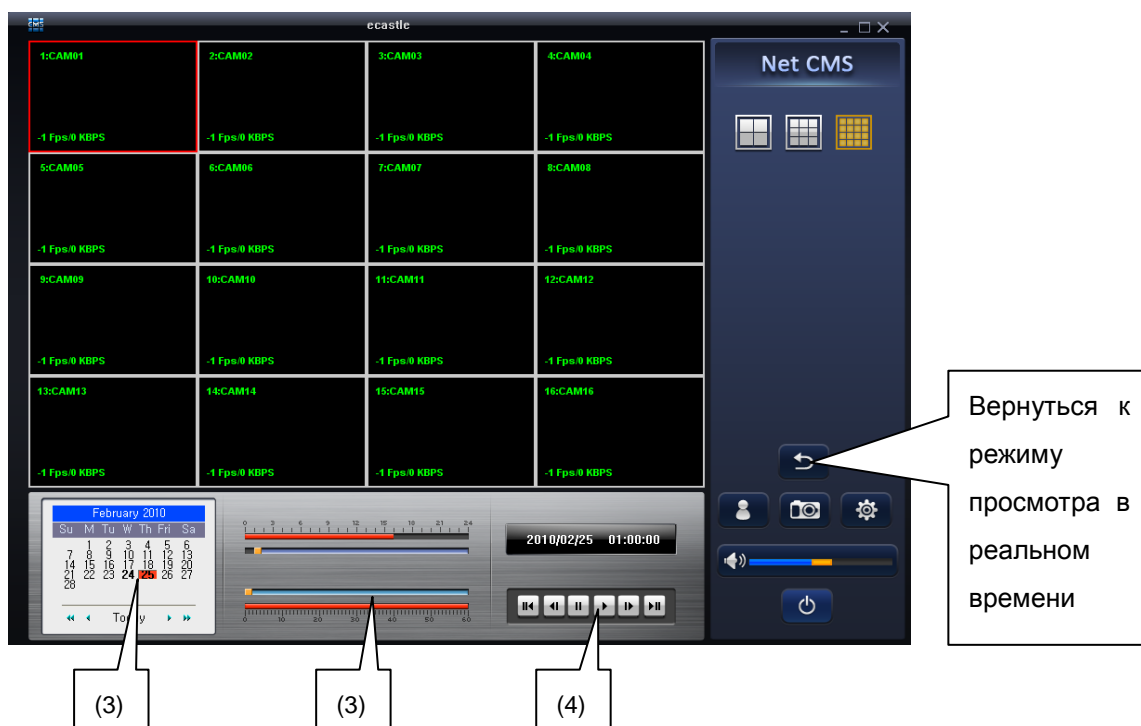 CMS
ecastle
1:CAM01 2:CAM02 3:CAM03 4:CAM04
-1 Fps/0 KBPS -1 Fps/0 KBPS -1 Fps/0 KBPS -1 Fps/0 KBPS
5:CAM05 6:CAM06 7:CAM07 8:CAM08
-1 Fps/0 KBPS -1 Fps/0 KBPS -1 Fps/0 KBPS -1 Fps/0 KBPS
9:CAM09 10:CAM10 11:CAM11 12:CAM12
-1 Fps/0 KBPS -1 Fps/0 KBPS -1 Fps/0 KBPS -1 Fps/0 KBPS
13:CAM13 14:CAM14 15:CAM15 16:CAM16
-1 Fps/0 KBPS -1 Fps/0 KBPS -1 Fps/0 KBPS -1 Fps/0 KBPS
Net CMS
Вернуться к
режиму
просмотра в
реальном
времени
February 2010
Su M Tu W Th Fri Sa
1 2 3 4 5 6
7 8 9 10 11 12 13
14 15 16 17 18 19 20
21 22 23 24 25 26 27
28
Today
0 3 6 9 12 15 18 21 24
0 10 20 30 40 50 60
2010/02/25 01:00:00
(3) (3) (4)